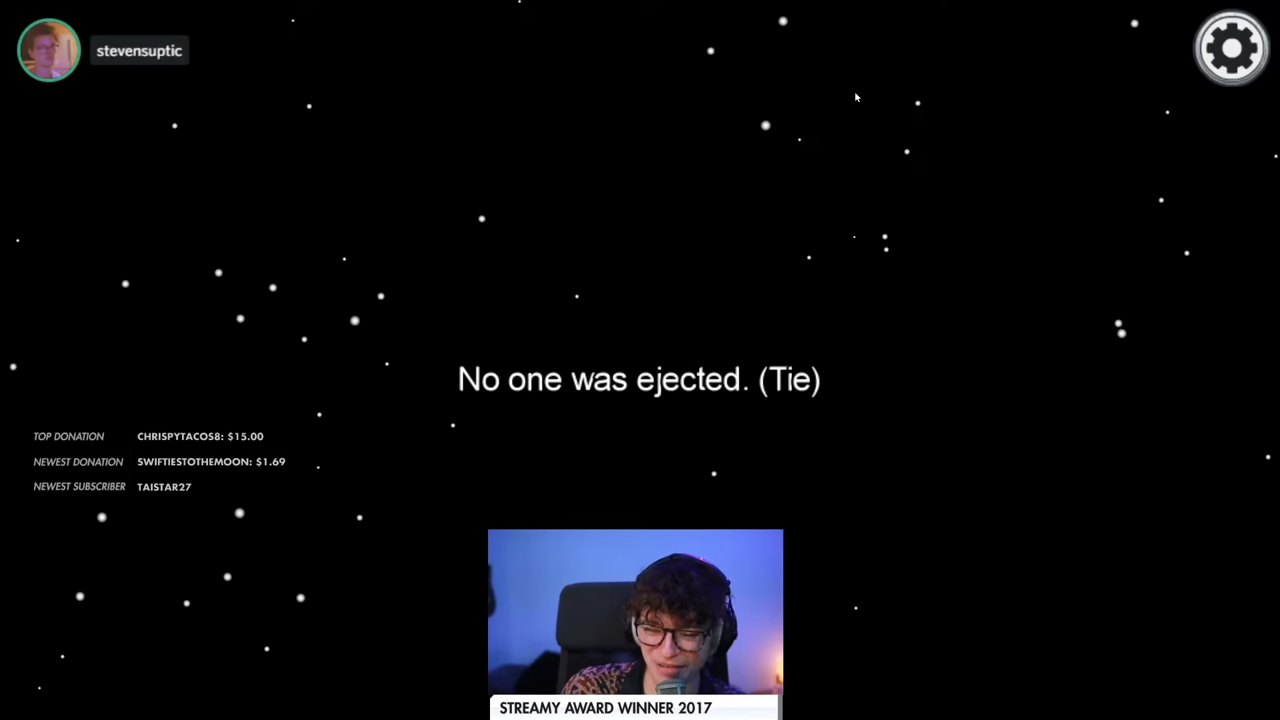 stevensuptic
No one was ejected. (Tie)
TOP DONATION CHRISPYTACOS8: $15.00
NEWEST DONATION SWIFTIESTOTHEMOON: $1.69
NEWEST SUBSCRIBER TAISTAR27
STREAMY AWARD WINNER 2017